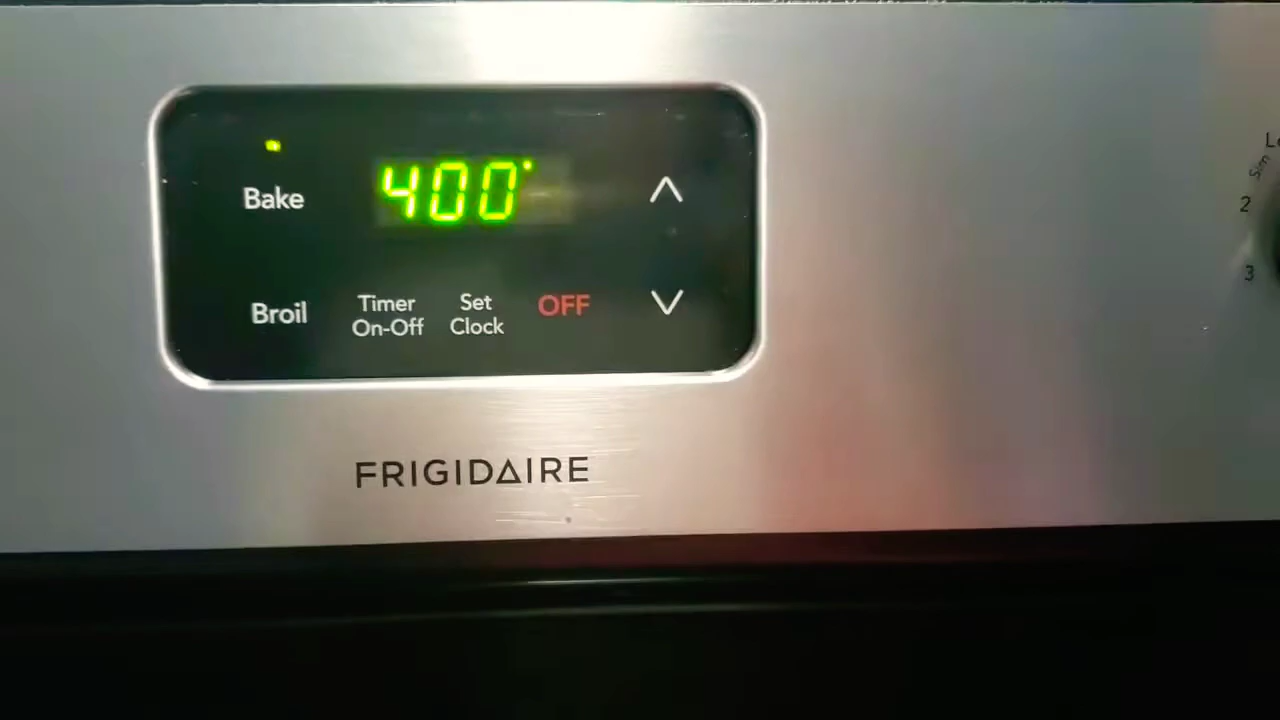 Bake
400°
Broil
Timer
On-Off
Set
Clock
OFF
FRIGIDAIRE
2
3